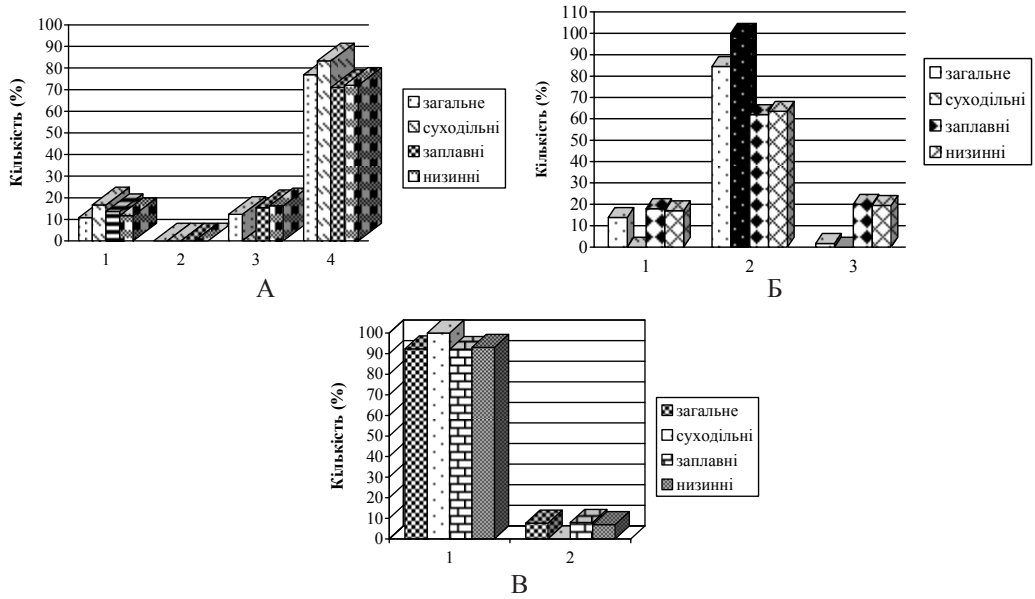 Кількість (%)
100
90
80
70
60
50
40
30
20
10
0
1 2 3 4
загальне
суходільні
заплавні
низинні
А
Кількість (%)
110
100
90
80
70
60
50
40
30
20
10
0
1 2 3
загальне
суходільні
заплавні
низинні
Б
Кількість (%)
100
90
80
70
60
50
40
30
20
10
0
1 2
загальне
суходільні
заплавні
низинні
В